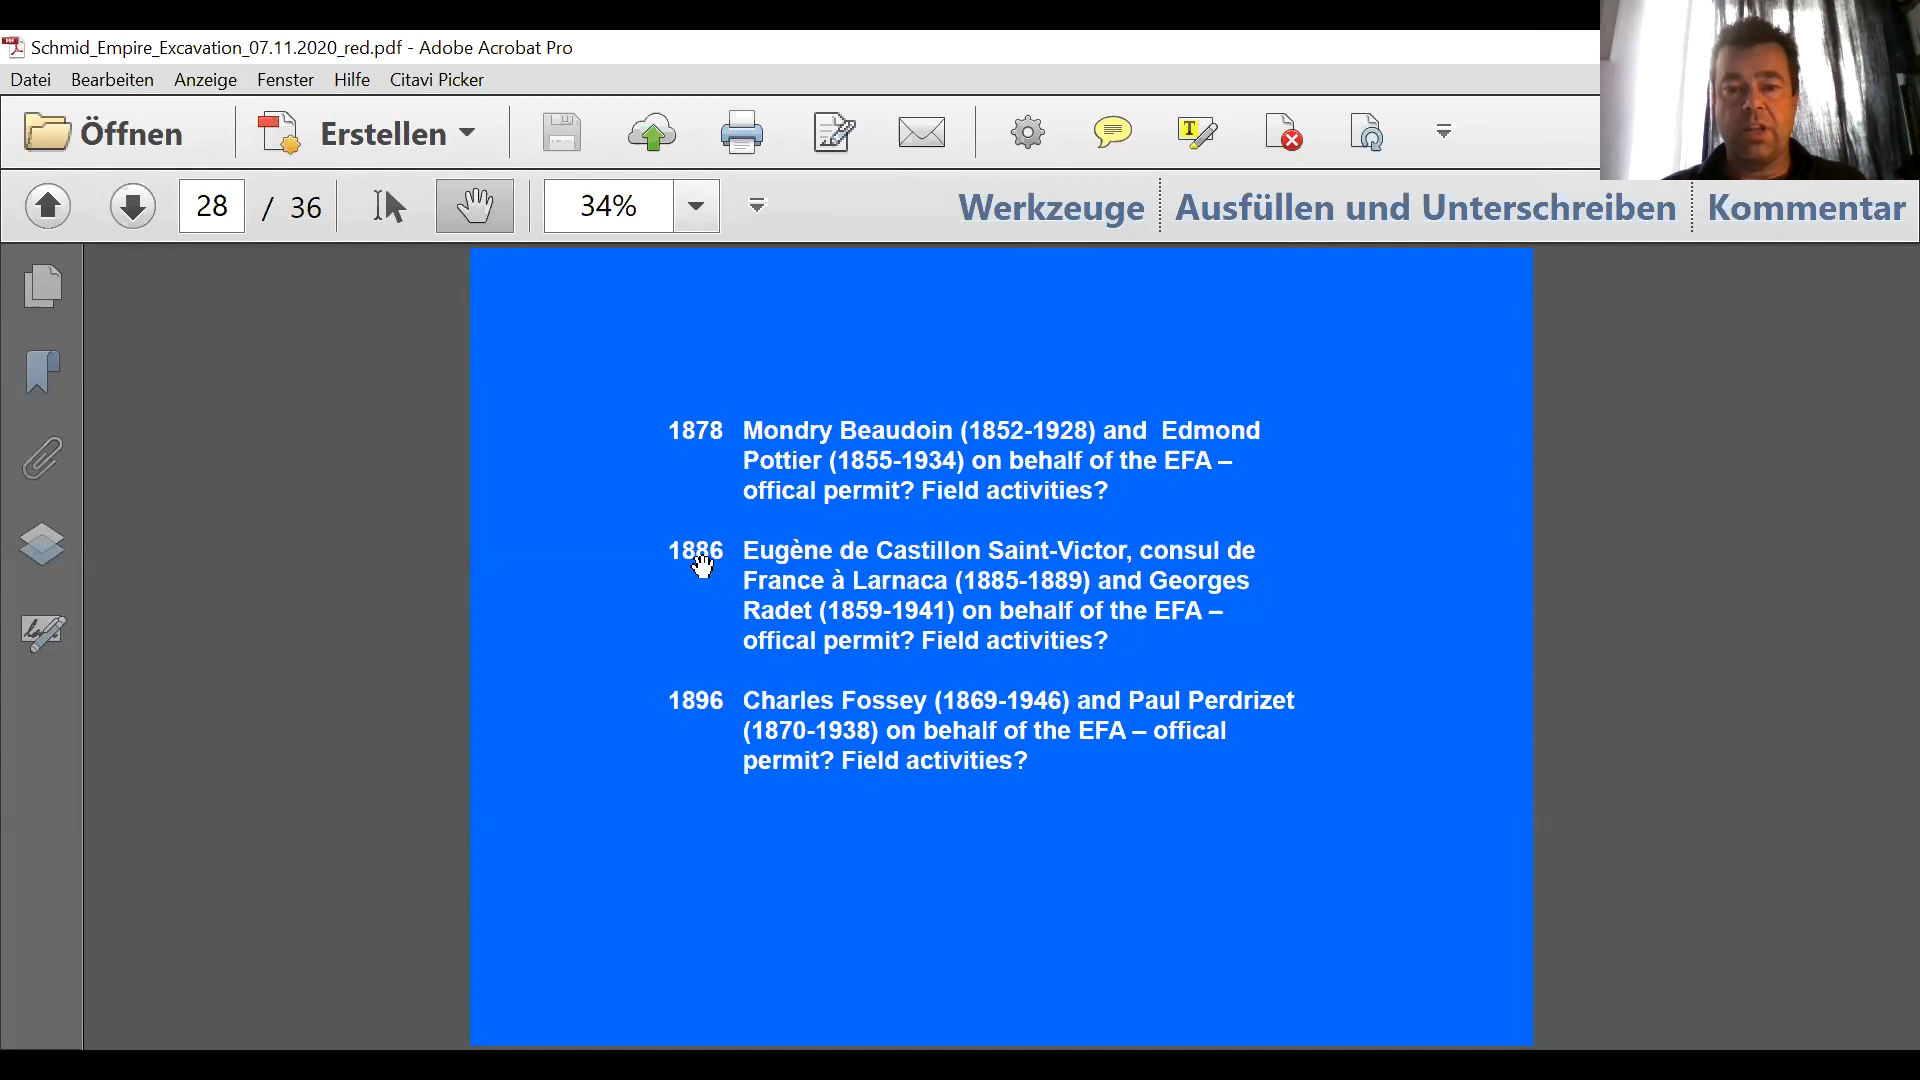 Schmid_Empire_Excavation_07.11.2020_red.pdf - Adobe Acrobat Pro
Datei Bearbeiten Anzeige Fenster Hilfe Citavi Picker
Öffnen Erstellen
28 / 36 34% Werkzeuge Ausfüllen und Unterschreiben Kommentar
1878 Mondry Beaudoin (1852-1928) and Edmond
Pottier (1855-1934) on behalf of the EFA –
offical permit? Field activities?
1886 Eugène de Castillon Saint-Victor, consul de
France à Larnaca (1885-1889) and Georges
Radet (1859-1941) on behalf of the EFA –
offical permit? Field activities?
1896 Charles Fossey (1869-1946) and Paul Perdrizet
(1870-1938) on behalf of the EFA – offical
permit? Field activities?